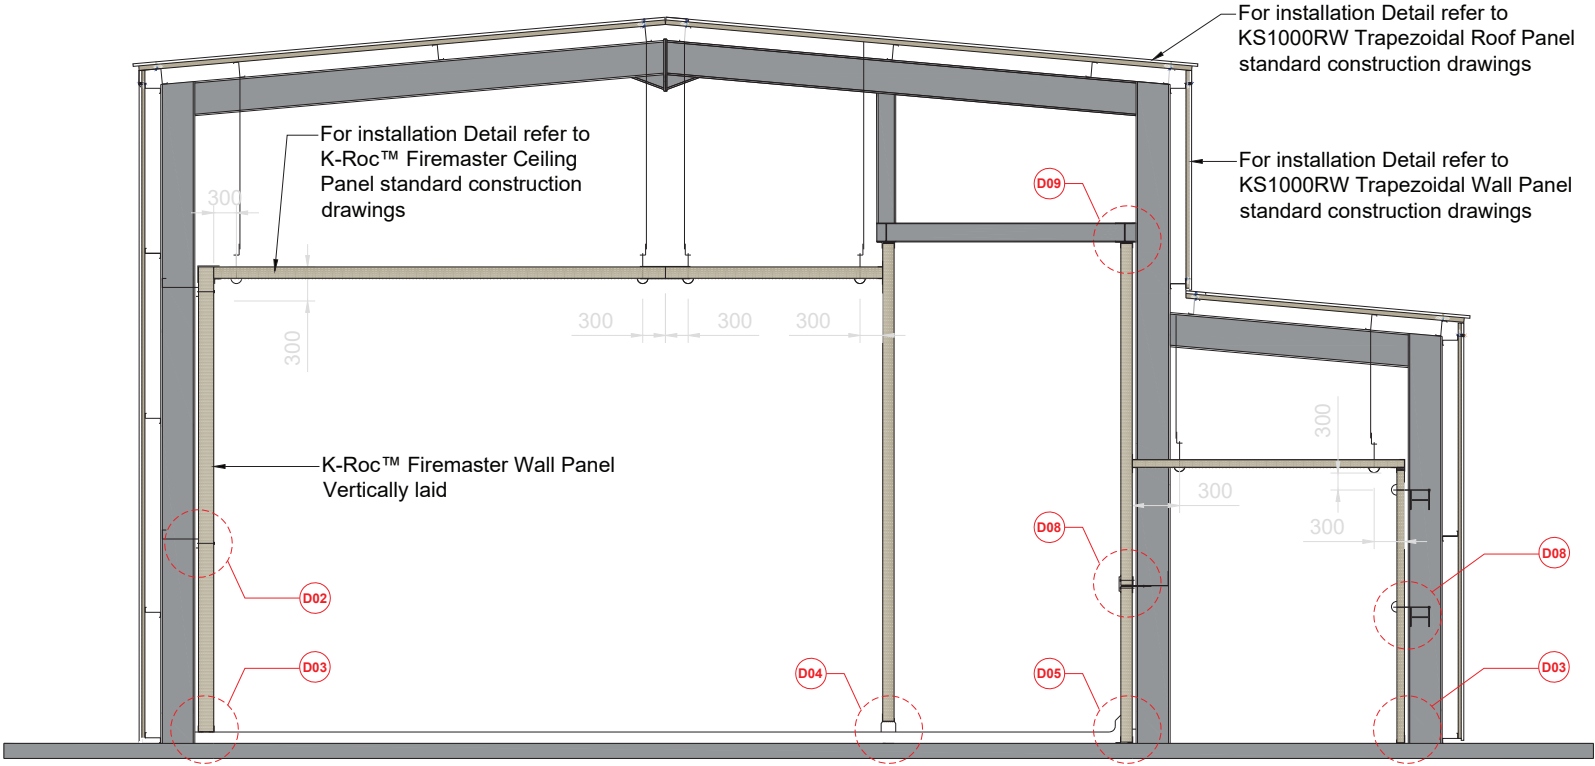 For installation Detail refer to
KS1000RW Trapezoidal Roof Panel
standard construction drawings
For installation Detail refer to
K-Roc™ Firemaster Ceiling
Panel standard construction
drawings
For installation Detail refer to
KS1000RW Trapezoidal Wall Panel
standard construction drawings
D09
300
300
300
300
300
300
K-Roc™ Firemaster Wall Panel
Vertically laid
300
300
D08
D08
D02
D03
D04
D05
D03